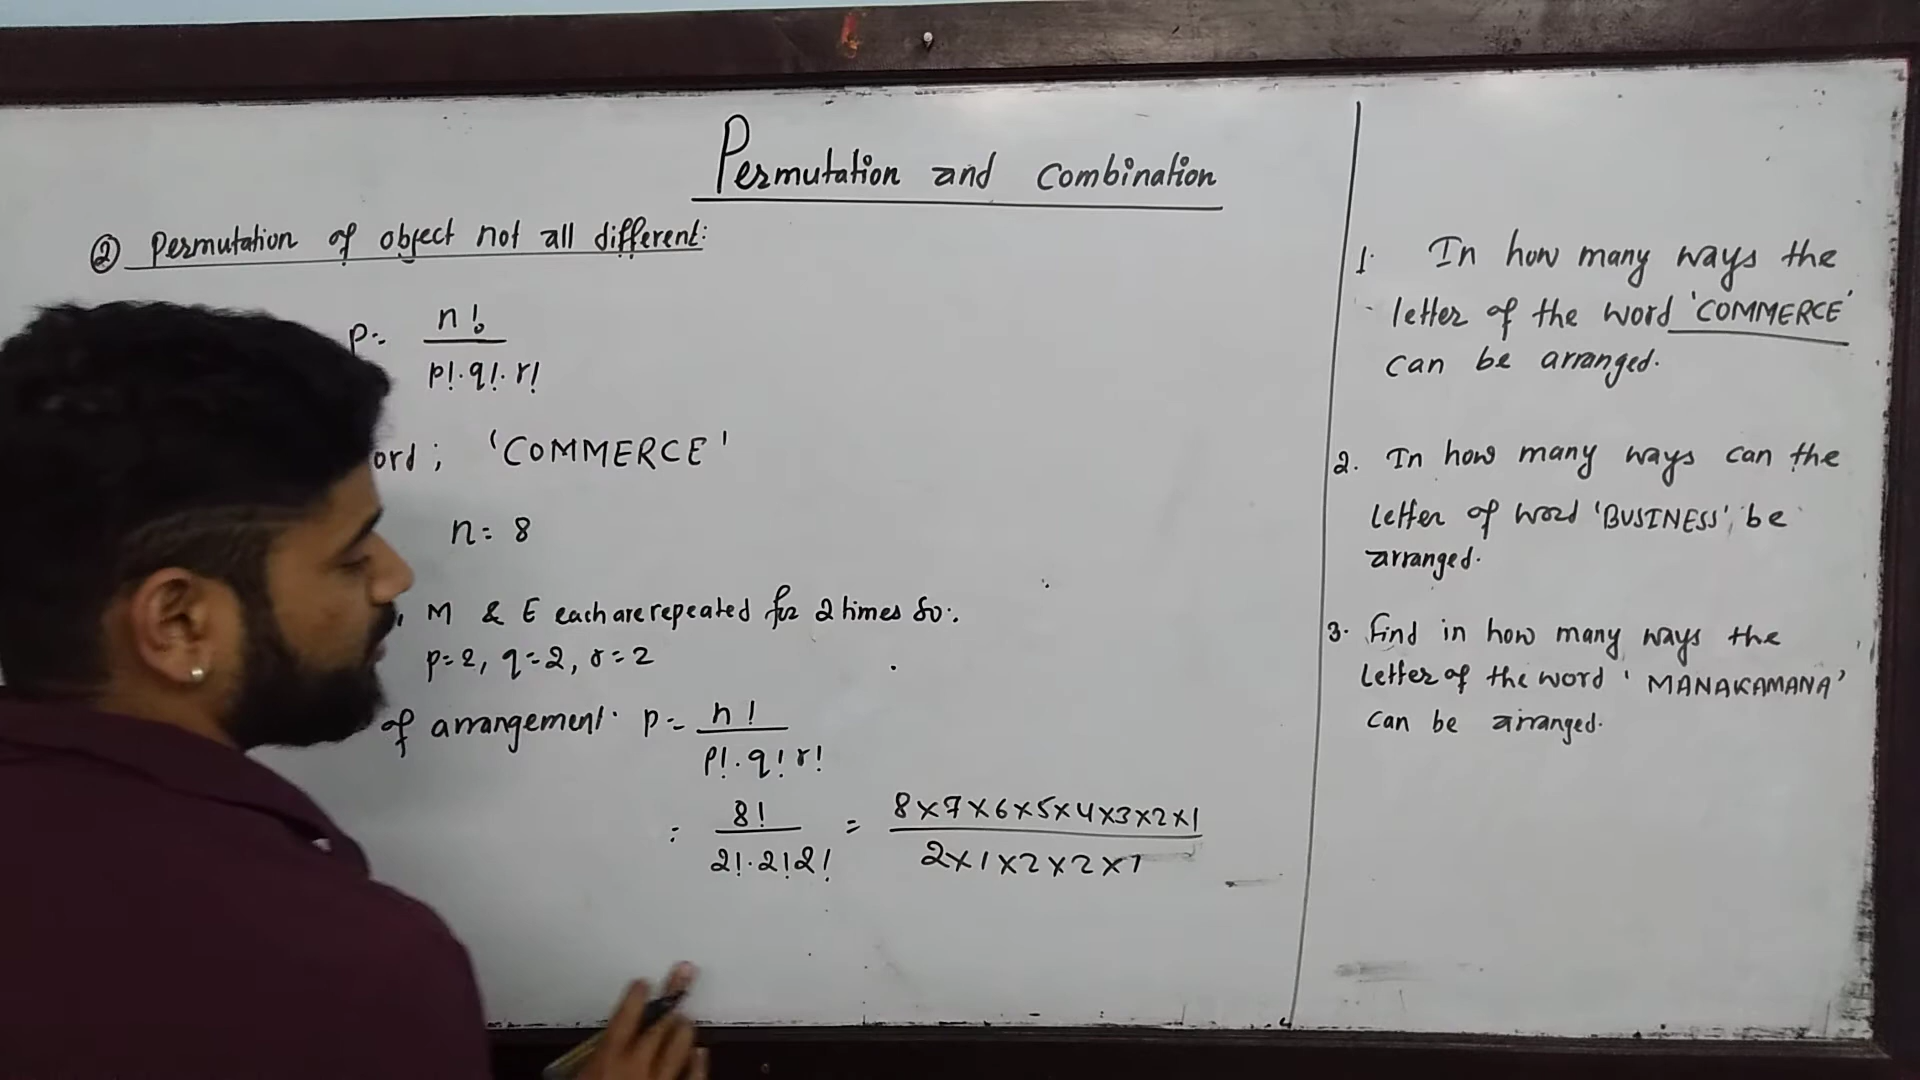 Permutation and Combination
② Permutation of object not all different:
P = n! / p!.q!.r!
ord; 'COMMERCE'
n = 8
, M & E each are repeated for 2 times so.
p=2, q=2, r=2
of arrangement. P = n! / p!.q!r!
= 8! / 2!.2!2! = 8×7×6×5×4×3×2×1 / 2×1×2×2×1
1. In how many ways the
letter of the word 'COMMERCE'
can be arranged.
2. In how many ways can the
letter of word 'BUSINESS', be
arranged.
3. Find in how many ways the
letter of the word 'MANAKAMANA'
can be arranged.